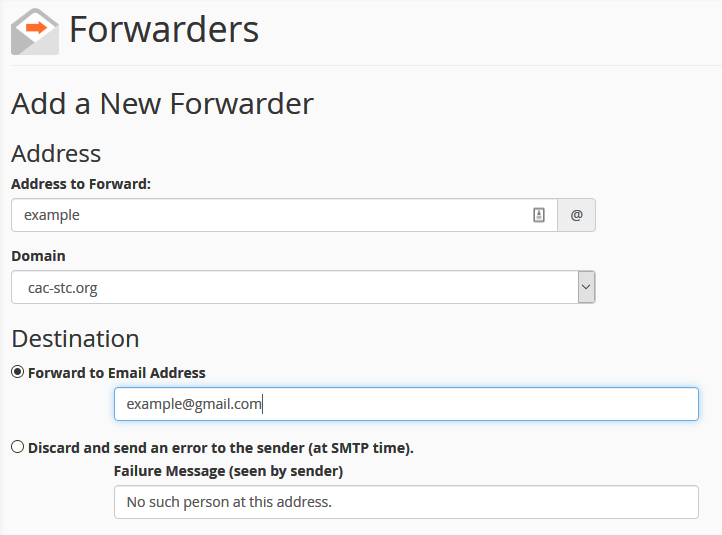 Forwarders
Add a New Forwarder
Address
Address to Forward:
example
@
Domain
cac-stc.org
Destination
Forward to Email Address
example@gmail.com
Discard and send an error to the sender (at SMTP time).
Failure Message (seen by sender)
No such person at this address.